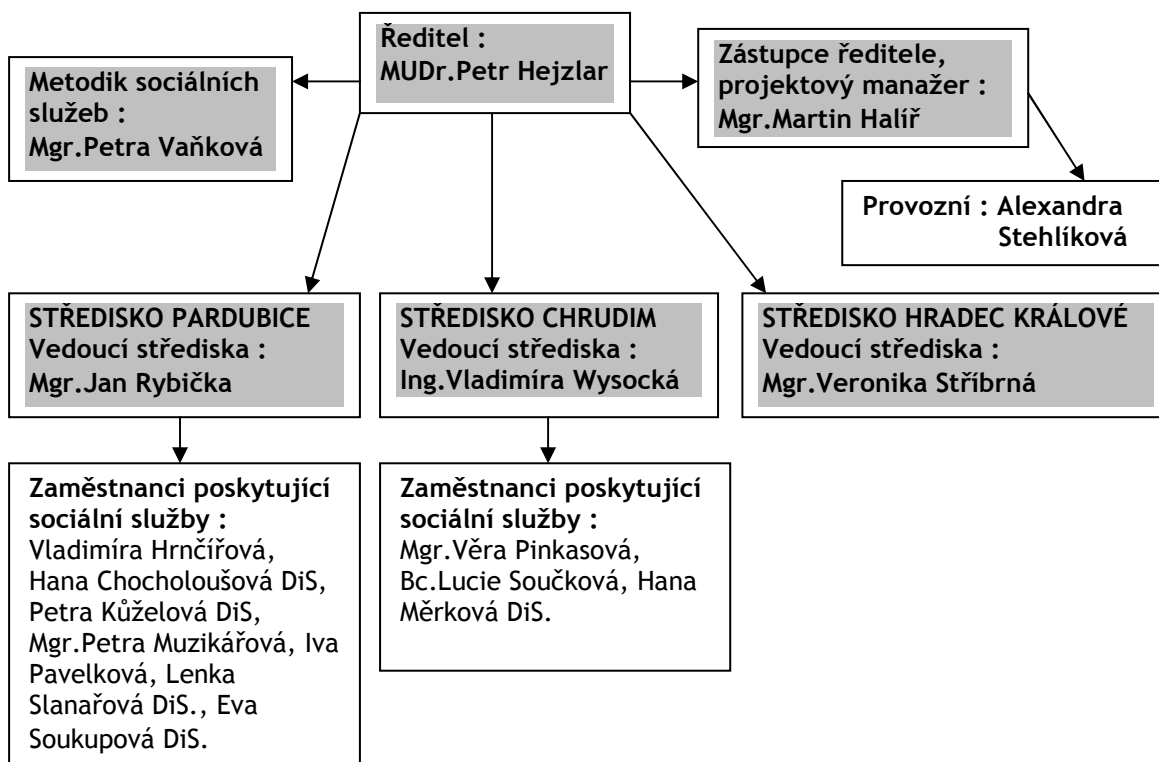 Ředitel :
MUDr.Petr Hejzlar
Metodik sociálních
služeb :
Mgr.Petra Vaňková
Zástupce ředitele,
projektový manažer :
Mgr.Martin Halíř
Provozní : Alexandra
Stehlíková
STŘEDISKO PARDUBICE
Vedoucí střediska :
Mgr.Jan Rybička
STŘEDISKO CHRUDIM
Vedoucí střediska :
Ing.Vladimíra Wysocká
STŘEDISKO HRADEC KRÁLOVÉ
Vedoucí střediska :
Mgr.Veronika Stříbrná
Zaměstnanci poskytující
sociální služby :
Vladimíra Hrnčířová,
Hana Chocholoušová DiS,
Petra Kůželová DiS,
Mgr.Petra Muzikářová, Iva
Pavelková, Lenka
Slanařová DiS., Eva
Soukupová DiS.
Zaměstnanci poskytující
sociální služby :
Mgr.Věra Pinkasová,
Bc.Lucie Součková, Hana
Měrková DiS.